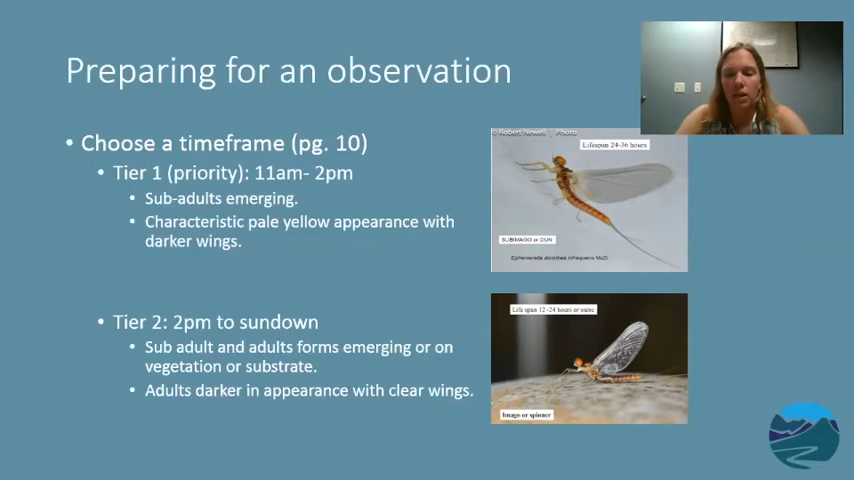 Preparing for an observation
• Choose a timeframe (pg. 10)
• Tier 1 (priority): 11am- 2pm
• Sub-adults emerging.
• Characteristic pale yellow appearance with
darker wings.
• Tier 2: 2pm to sundown
• Sub adult and adults forms emerging or on
vegetation or substrate.
• Adults darker in appearance with clear wings.
© Robert Newell | Photo
Lifespan 24-36 hours
SUBIMAGO or DUN
Ephemerella dorothea infrequens McD.
Life span 12 -24 hours or more
Imago or spinner